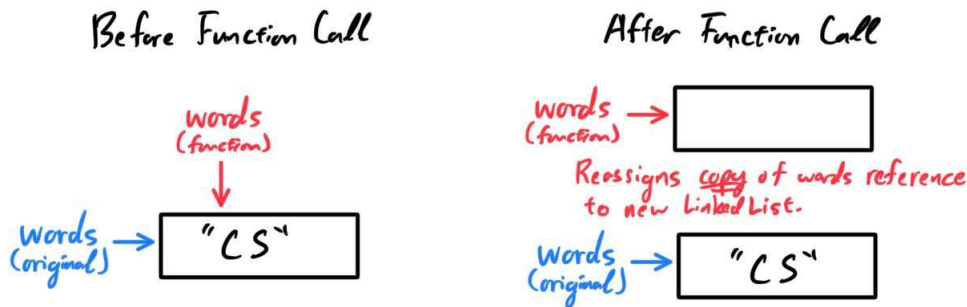 Before Function Call
words
(function)
words
(original)
"CS"
After Function Call
words
(function)
Reassigns copy of words reference
to new LinkedList.
words
(original)
"CS"